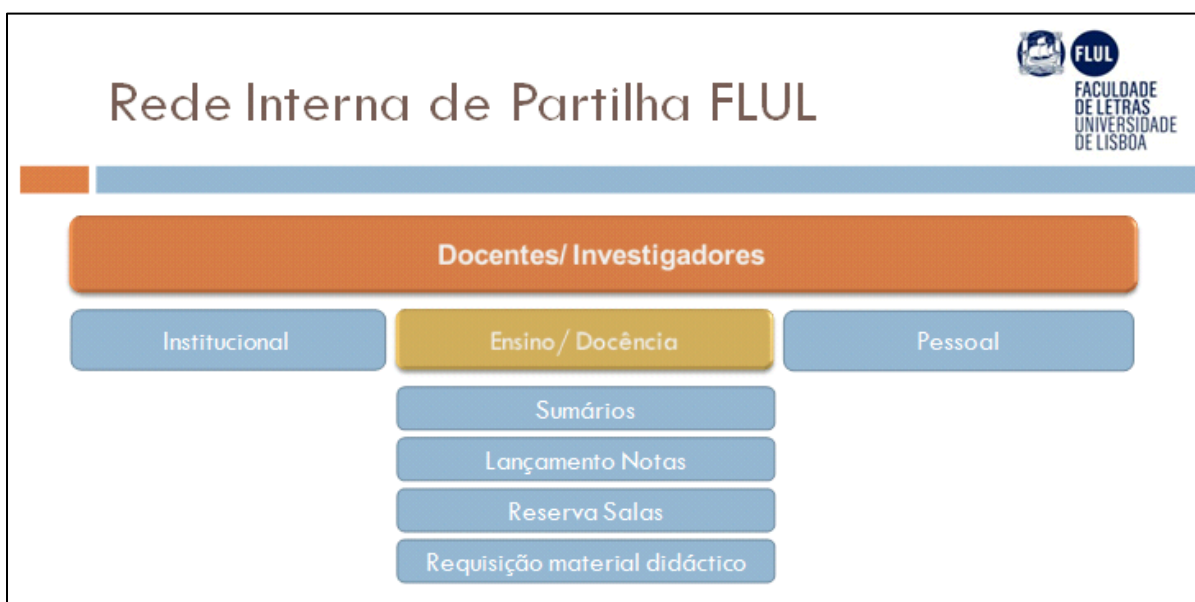 Rede Interna de Partilha FLUL
FLUL
FACULDADE
DE LETRAS
UNIVERSIDADE
DE LISBOA
Docentes/ Investigadores
Institucional
Ensino/ Docência
Pessoal
Sumários
Lançamento Notas
Reserva Salas
Requisição material didáctico